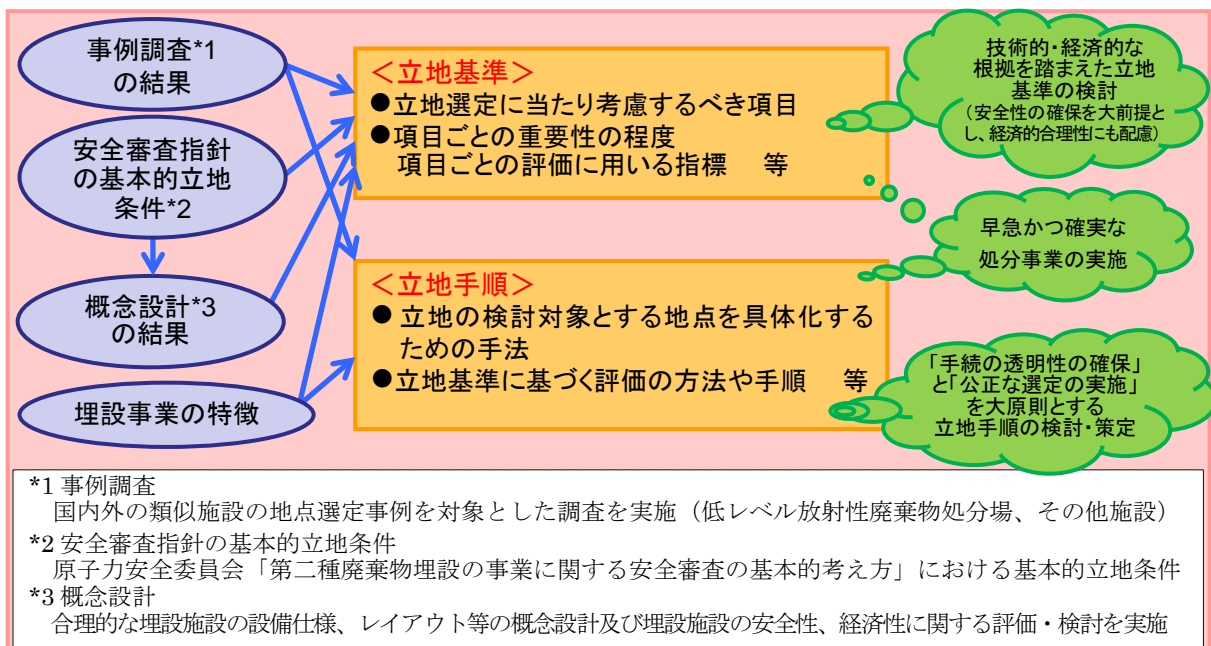 事例調査*1
の結果
安全審査指針
の基本的立地
条件*2
概念設計*3
の結果
埋設事業の特徴
＜立地基準＞
●立地選定に当たり考慮するべき項目
●項目ごとの重要性の程度
項目ごとの評価に用いる指標　等
＜立地手順＞
● 立地の検討対象とする地点を具体化する
ための手法
●立地基準に基づく評価の方法や手順　等
技術的・経済的な
根拠を踏まえた立地
基準の検討
（安全性の確保を大前提と
し、経済的合理性にも配慮）
早急かつ確実な
処分事業の実施
「手続の透明性の確保」
と「公正な選定の実施」
を大原則とする
立地手順の検討・策定
*1 事例調査
国内外の類似施設の地点選定事例を対象とした調査を実施（低レベル放射性廃棄物処分場、その他施設）
*2 安全審査指針の基本的立地条件
原子力安全委員会「第二種廃棄物埋設の事業に関する安全審査の基本的考え方」における基本的立地条件
*3 概念設計
合理的な埋設施設の設備仕様、レイアウト等の概念設計及び埋設施設の安全性、経済性に関する評価・検討を実施